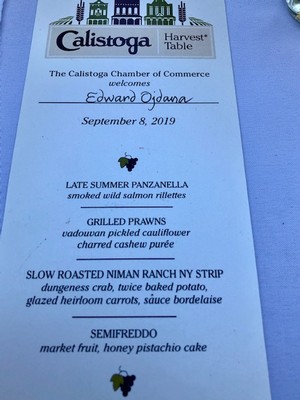 Calistoga
Harvest*
Table
The Calistoga Chamber of Commerce
welcomes
Edward Ojdana
September 8, 2019
LATE SUMMER PANZANELLA
smoked wild salmon rillettes
GRILLED PRAWNS
vadouvan pickled cauliflower
charred cashew purée
SLOW ROASTED NIMAN RANCH NY STRIP
dungeness crab, twice baked potato,
glazed heirloom carrots, sauce bordelaise
SEMIFREDDO
market fruit, honey pistachio cake